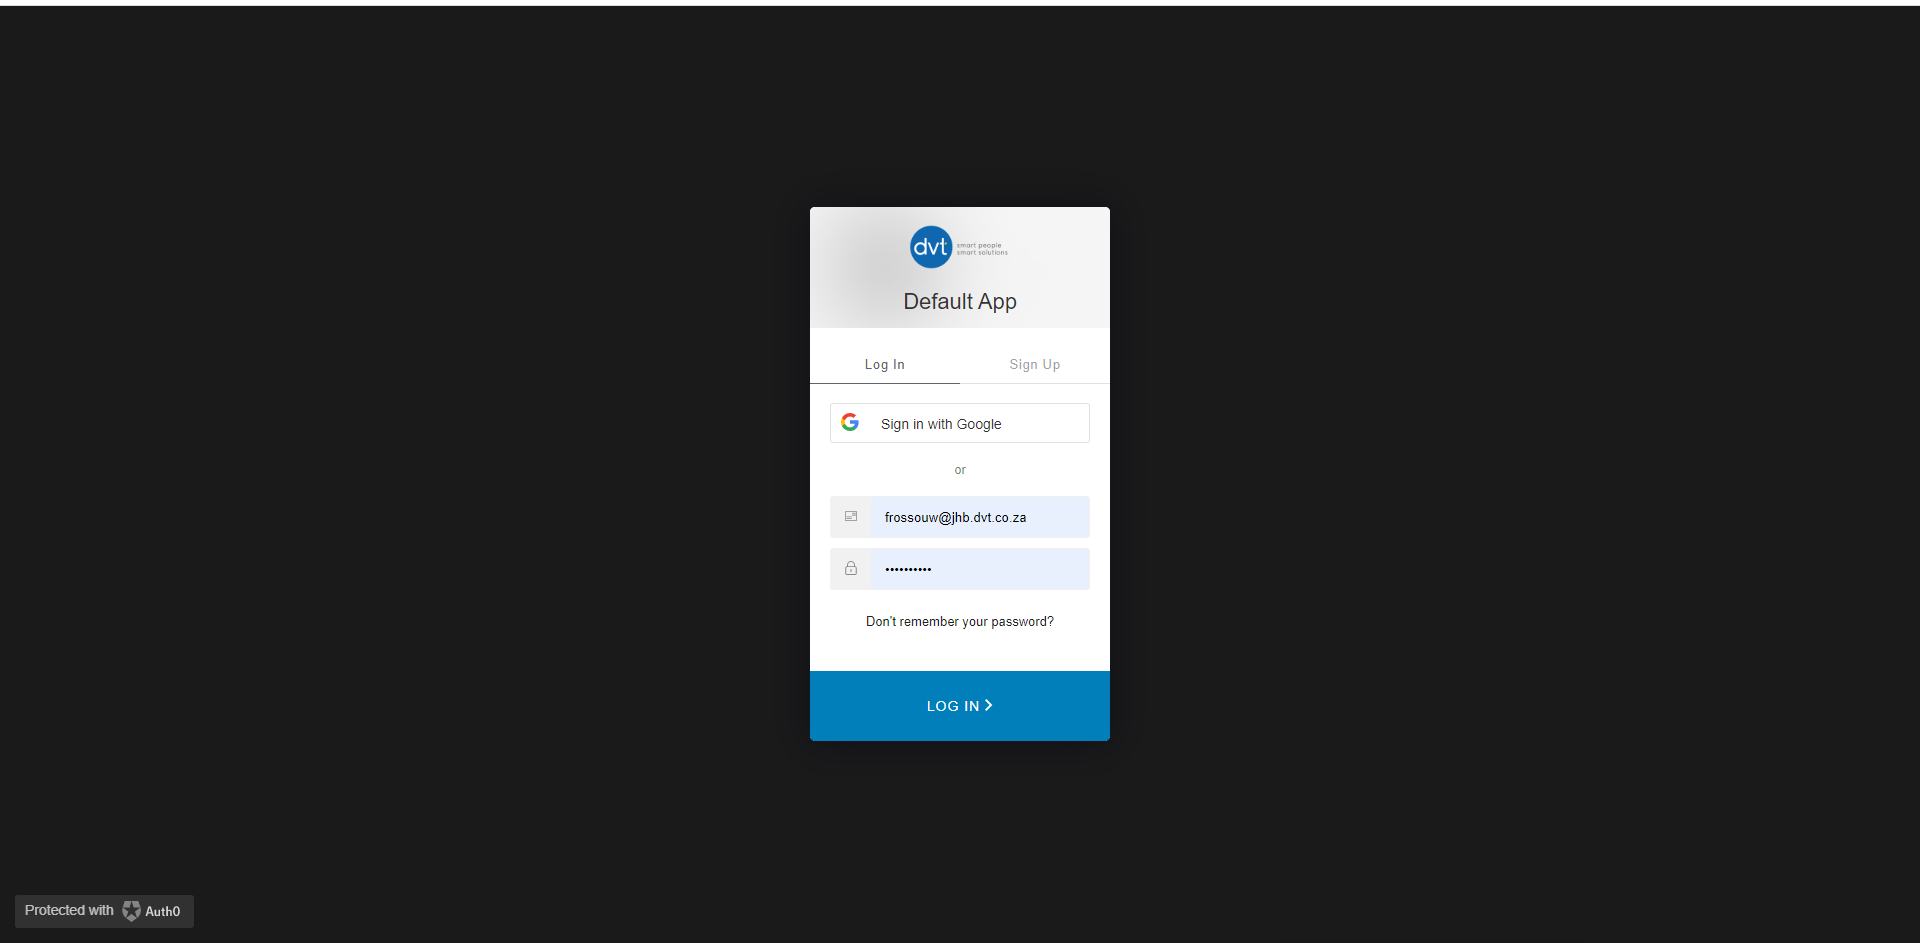 dvt
smart people
smart solutions
Default App
Log In
Sign Up
Sign in with Google
or
frossouw@jhb.dvt.co.za
••••••••••
Don't remember your password?
LOG IN
Protected with Auth0